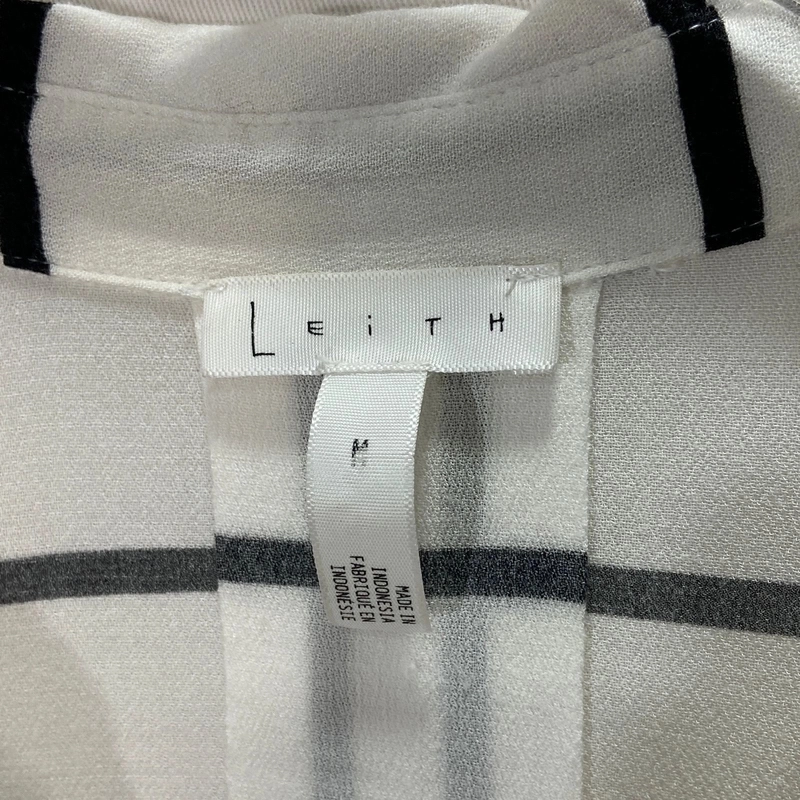 LEiTH
M
MADE IN
INDONESIA
FABRIQUÉ EN
INDONÉSIE